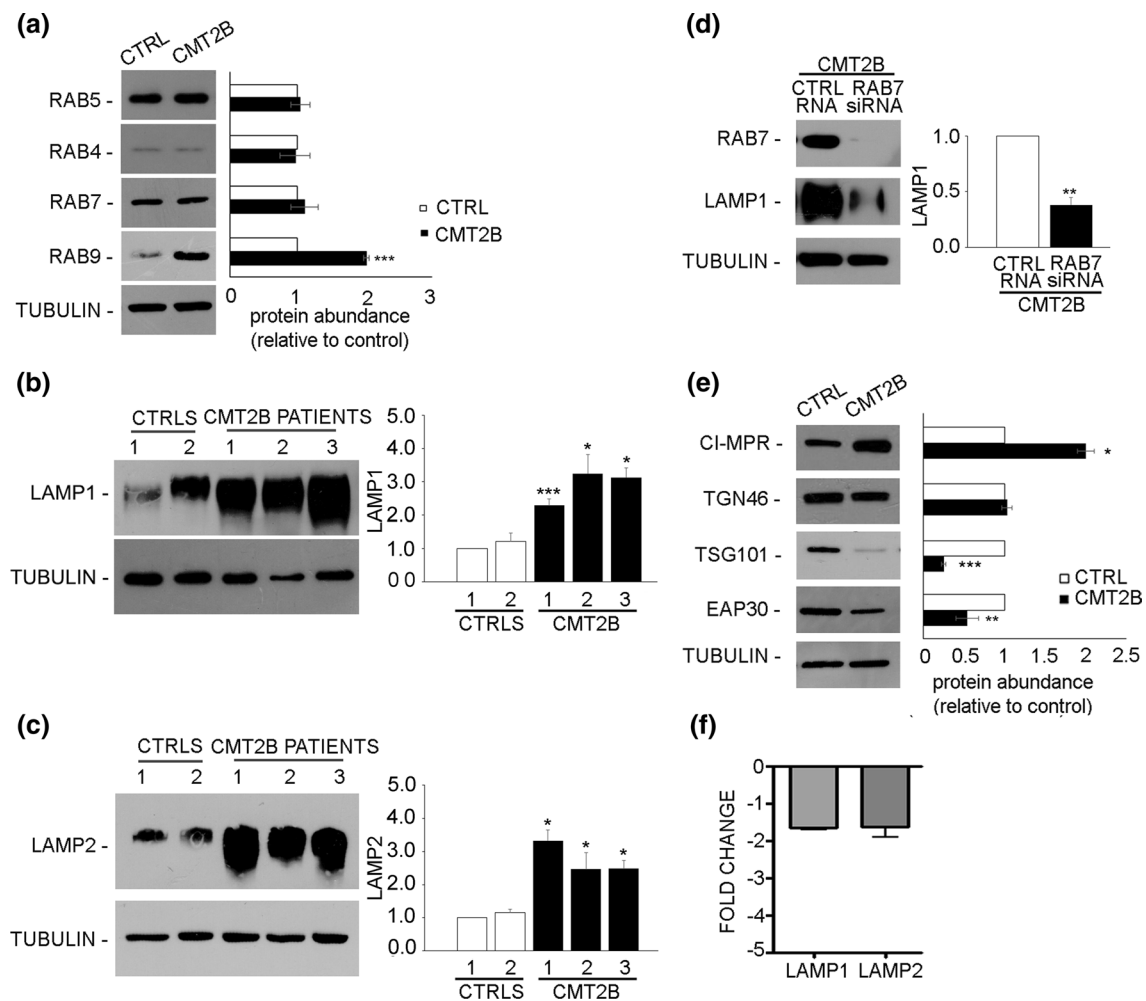 (a)
CTRL CMT2B
RAB5 -
RAB4 -
RAB7 -
RAB9 -
TUBULIN -
***
CTRL
CMT2B
0 1 2 3
protein abundance
(relative to control)
(b)
CTRLS CMT2B PATIENTS
1 2 1 2 3
LAMP1 -
TUBULIN -
LAMP1
5.0
4.0
3.0
2.0
1.0
0.0
*** * *
1 2 1 2 3
CTRLS CMT2B
(c)
CTRLS CMT2B PATIENTS
1 2 1 2 3
LAMP2 -
TUBULIN -
LAMP2
5.0
4.0
3.0
2.0
1.0
0.0
* * *
1 2 1 2 3
CTRLS CMT2B
(d)
CMT2B
CTRL RAB7
RNA siRNA
RAB7 -
LAMP1 -
TUBULIN -
LAMP1
1.0
0.5
0.0
**
CTRL RAB7
RNA siRNA
CMT2B
(e)
CTRL CMT2B
CI-MPR -
TGN46 -
TSG101 -
EAP30 -
TUBULIN -
*
***
**
CTRL
CMT2B
0 0.5 1 1.5 2 2.5
protein abundance
(relative to control)
(f)
FOLD CHANGE
0
-1
-2
-3
-4
-5
LAMP1 LAMP2